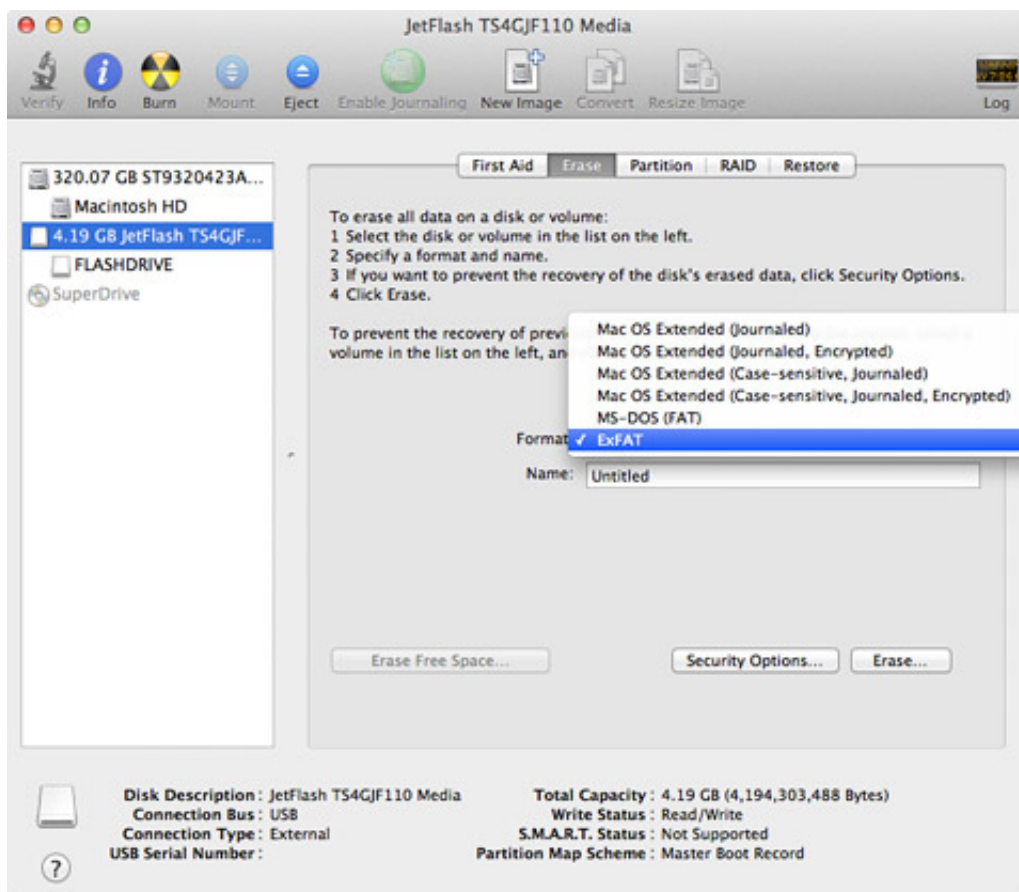 JetFlash TS4GJF110 Media
Verify Info Burn Mount Eject Enable Journaling New Image Convert Resize Image Log
First Aid Erase Partition RAID Restore
320.07 GB ST9320423A...
Macintosh HD
4.19 GB JetFlash TS4GJF...
FLASHDRIVE
SuperDrive
To erase all data on a disk or volume:
1 Select the disk or volume in the list on the left.
2 Specify a format and name.
3 If you want to prevent the recovery of the disk's erased data, click Security Options.
4 Click Erase.
To prevent the recovery of previ
volume in the list on the left, an
Mac OS Extended (Journaled)
Mac OS Extended (Journaled, Encrypted)
Mac OS Extended (Case-sensitive, Journaled)
Mac OS Extended (Case-sensitive, Journaled, Encrypted)
MS-DOS (FAT)
Format ✓ ExFAT
Name: Untitled
Erase Free Space... Security Options... Erase...
Disk Description : JetFlash TS4GJF110 Media
Connection Bus : USB
Connection Type : External
USB Serial Number :
Total Capacity : 4.19 GB (4,194,303,488 Bytes)
Write Status : Read/Write
S.M.A.R.T. Status : Not Supported
Partition Map Scheme : Master Boot Record
?